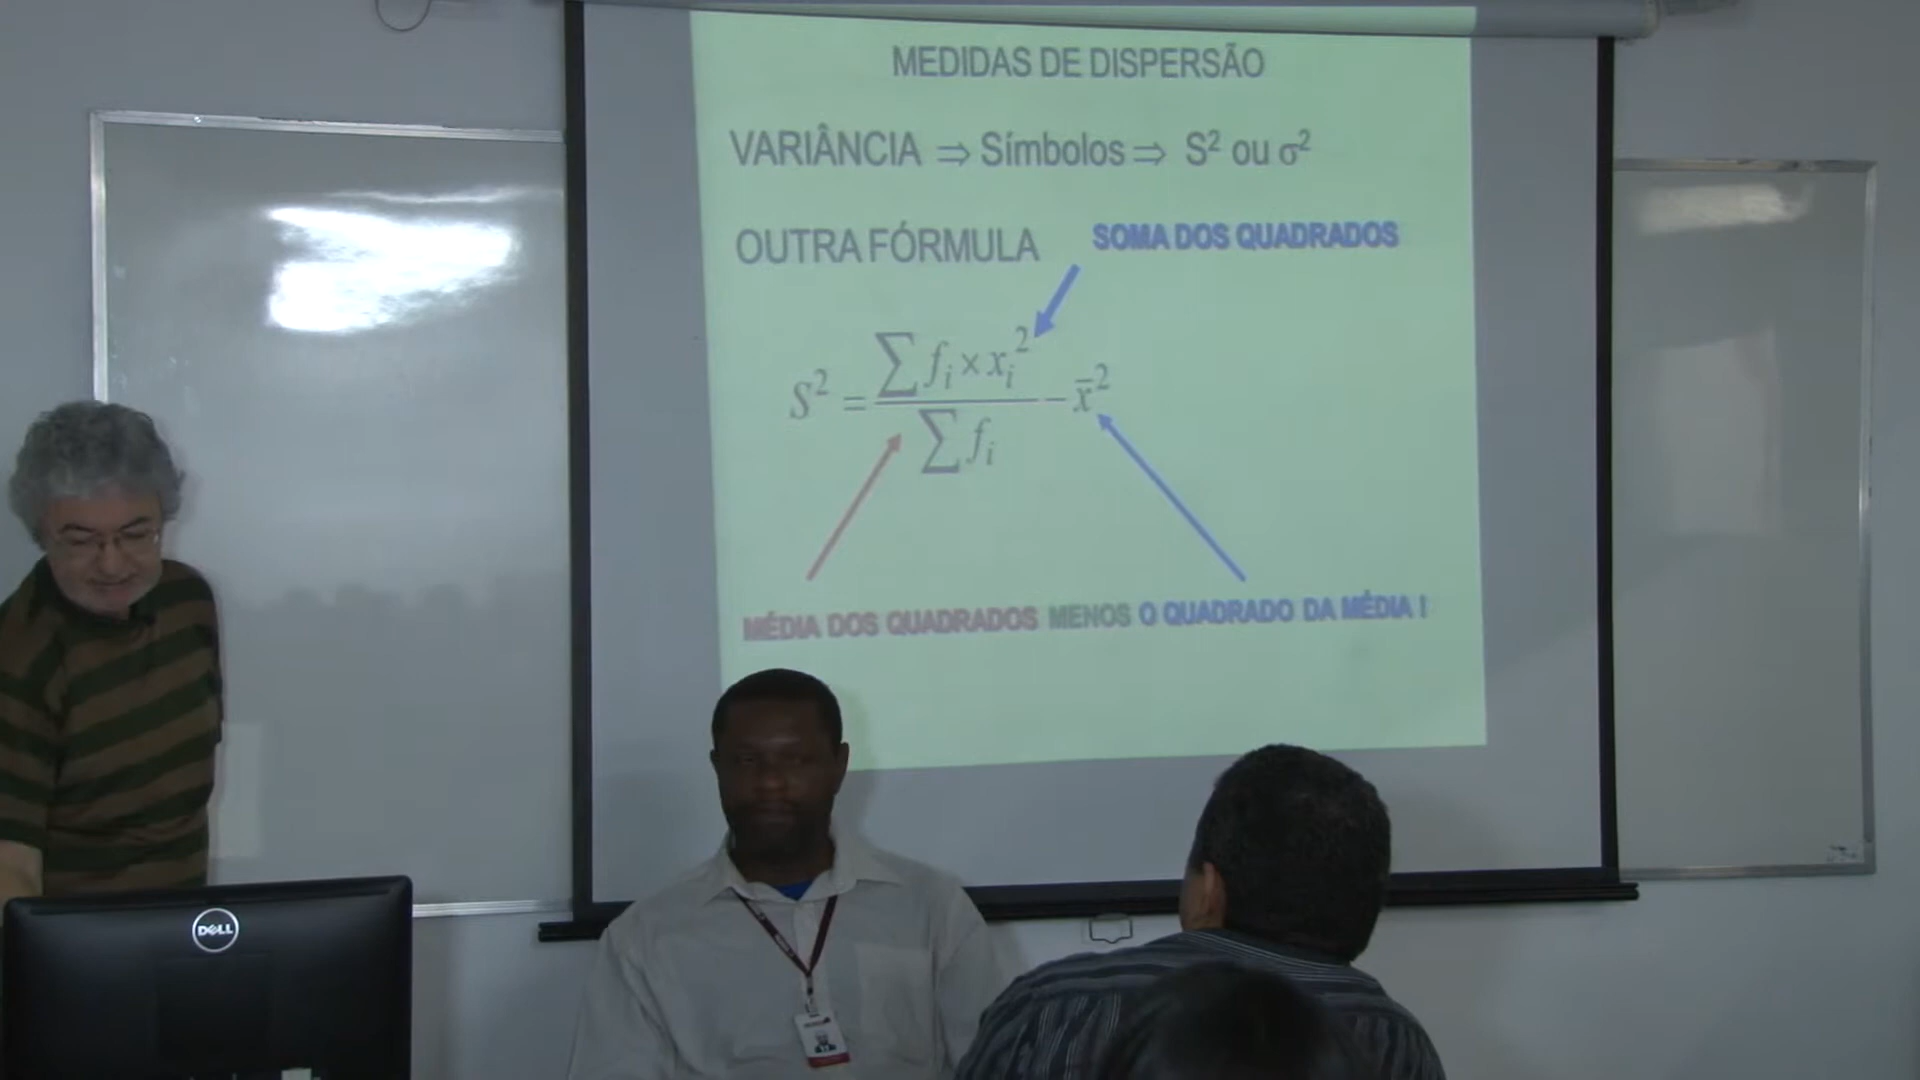 MEDIDAS DE DISPERSÃO
VARIÂNCIA ⇒ Símbolos ⇒ S² ou σ²
OUTRA FÓRMULA
SOMA DOS QUADRADOS
S² = ∑ fᵢ × xᵢ² / ∑ fᵢ − x̄²
MÉDIA DOS QUADRADOS MENOS O QUADRADO DA MÉDIA !
DELL